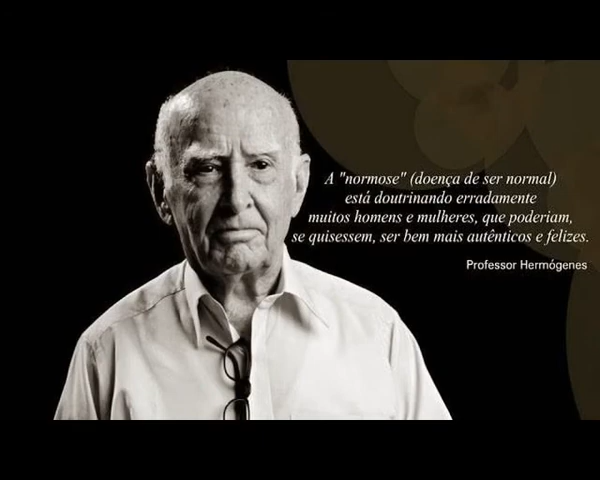 A "normose" (doença de ser normal)
está doutrinando erradamente
muitos homens e mulheres, que poderiam,
se quisessem, ser bem mais autênticos e felizes.
Professor Hermógenes